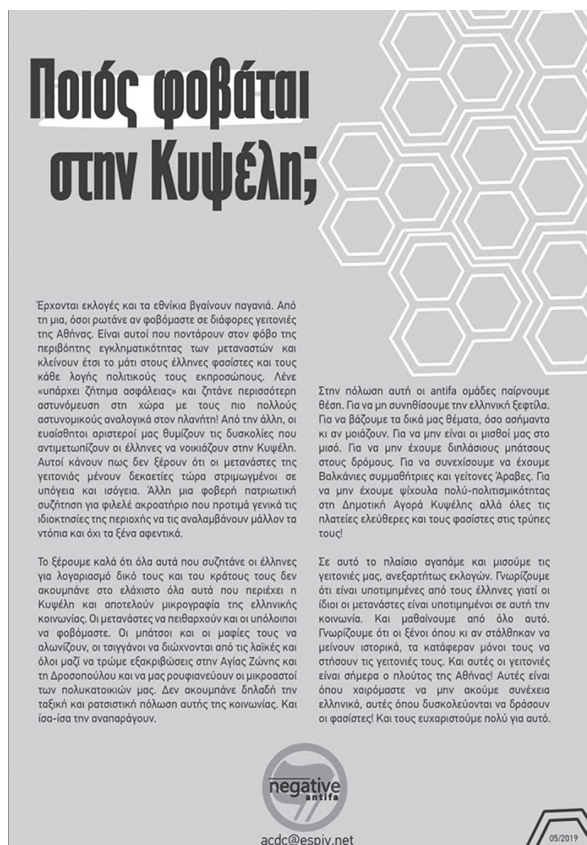 Ποιός φοβάται
στην Κυψέλη;
Έρχονται εκλογές και τα εθνίκια βγαίνουν παγανιά. Από
τη μια, όσοι ρωτάνε αν φοβόμαστε σε διάφορες γειτονιές
της Αθήνας. Είναι αυτοί που ποντάρουν στον φόβο της
περιβόητης εγκληματικότητας των μεταναστών και
κλείνουν έτσι το μάτι στους έλληνες φασίστες και τους
κάθε λογής πολιτικούς τους εκπροσώπους. Λένε
«υπάρχει ζήτημα ασφάλειας» και ζητάνε περισσότερη
αστυνόμευση στη χώρα με τους πιο πολλούς
αστυνομικούς αναλογικά στον πλανήτη! Από την άλλη, οι
ευαίσθητοι αριστεροί μας θυμίζουν τις δυσκολίες που
αντιμετωπίζουν οι έλληνες να νοικιάζουν στην Κυψέλη.
Αυτοί κάνουν πως δεν ξέρουν ότι οι μετανάστες της
γειτονιάς μένουν δεκαετίες τώρα στριμωγμένοι σε
υπόγεια και ισόγεια. Άλλη μια φοβερή πατριωτική
συζήτηση για φιλελέ ακροατήριο που προτιμά γενικά τις
ιδιοκτησίες της περιοχής να τις αναλαμβάνουν μάλλον τα
ντόπια και όχι τα ξένα αφεντικά.
Το ξέρουμε καλά ότι όλα αυτά που συζητάνε οι έλληνες
για λογαριασμό δικό τους και του κράτους τους δεν
ακουμπάνε στο ελάχιστο όλα αυτά που περιέχει η
Κυψέλη και αποτελούν μικρογραφία της ελληνικής
κοινωνίας. Οι μετανάστες να πειθαρχούν και οι υπόλοιποι
να φοβόμαστε. Οι μπάτσοι και οι μαφίες τους να
αλωνίζουν, οι τσιγγάνοι να διώχνονται από τις λαϊκές και
όλοι μαζί να τρώμε εξακριβώσεις στην Αγίας Ζώνης και
τη Δροσοπούλου και να μας ρουφιανεύουν οι μικροαστοί
των πολυκατοικιών μας. Δεν ακουμπάνε δηλαδή την
ταξική και ρατσιστική πόλωση αυτής της κοινωνίας. Και
ίσα-ίσα την αναπαράγουν.
Στην πόλωση αυτή οι antifa ομάδες παίρνουμε
θέση. Για να μη συνηθίσουμε την ελληνική ξεφτίλα.
Για να βάζουμε τα δικά μας θέματα, όσο ασήμαντα
κι αν μοιάζουν. Για να μην είναι οι μισθοί μας στο
μισό. Για να μην έχουμε διπλάσιους μπάτσους
στους δρόμους. Για να συνεχίσουμε να έχουμε
Βαλκάνιες συμμαθήτριες και γείτονες Άραβες. Για
να μην έχουμε ψίχουλα πολύ-πολιτισμικότητας
στη Δημοτική Αγορά Κυψέλης αλλά όλες τις
πλατείες ελεύθερες και τους φασίστες στις τρύπες
τους!
Σε αυτό το πλαίσιο αγαπάμε και μισούμε τις
γειτονιές μας, ανεξαρτήτως εκλογών. Γνωρίζουμε
ότι είναι υποτιμημένες από τους έλληνες γιατί οι
ίδιοι οι μετανάστες είναι υποτιμημένοι σε αυτή την
κοινωνία. Και μαθαίνουμε από όλο αυτό.
Γνωρίζουμε ότι οι ξένοι όπου κι αν στάλθηκαν να
μείνουν ιστορικά, τα κατάφεραν μόνοι τους να
στήσουν τις γειτονιές τους. Και αυτές οι γειτονιές
είναι σήμερα ο πλούτος της Αθήνας! Αυτές είναι
όπου χαιρόμαστε να μην ακούμε συνέχεια
ελληνικά, αυτές όπου δυσκολεύονται να δράσουν
οι φασίστες! Και τους ευχαριστούμε πολύ για αυτό.
negative
antifa
acdc@espiv.net
05/2019